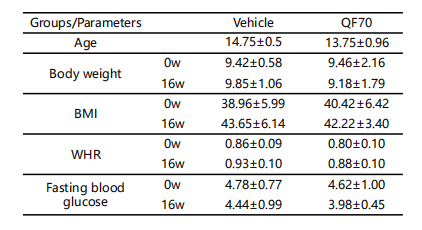 Groups/Parameters Vehicle QF70
Age 14.75±0.5 13.75±0.96
Body weight 0w 9.42±0.58 9.46±2.16
16w 9.85±1.06 9.18±1.79
BMI 0w 38.96±5.99 40.42±6.42
16w 43.65±6.14 42.22±3.40
WHR 0w 0.86±0.09 0.80±0.10
16w 0.93±0.10 0.88±0.10
Fasting blood glucose 0w 4.78±0.77 4.62±1.00
16w 4.44±0.99 3.98±0.45